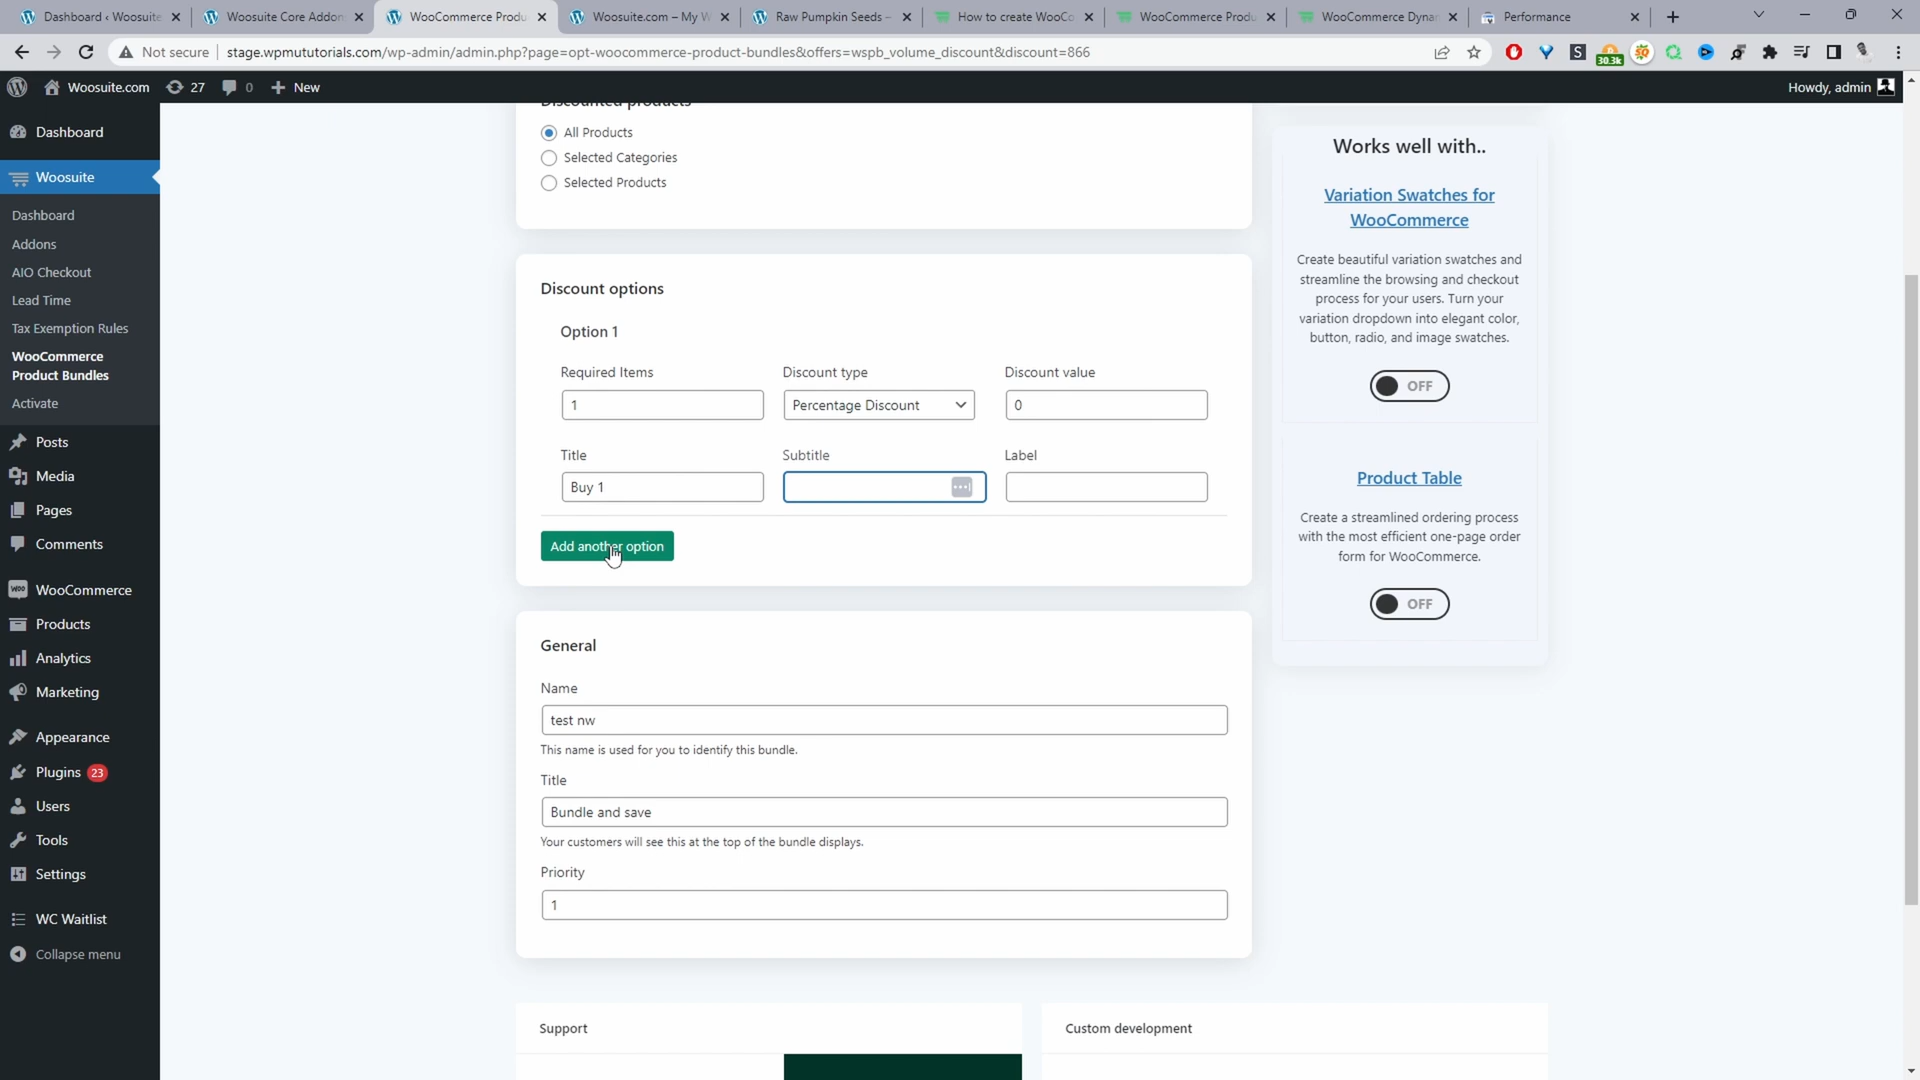 Dashboard ‹ Woosuite
Woosuite Core Addon
WooCommerce Produ
Woosuite.com – My W
Raw Pumpkin Seeds –
How to create WooCo
WooCommerce Produ
WooCommerce Dynar
Performance
Not secure
stage.wpmututorials.com/wp-admin/admin.php?page=opt-woocommerce-product-bundles&offers=wspb_volume_discount&discount=866
30.3k
Woosuite.com
27
0
New
Howdy, admin
Dashboard
Woosuite
Dashboard
Addons
AIO Checkout
Lead Time
Tax Exemption Rules
WooCommerce
Product Bundles
Activate
Posts
Media
Pages
Comments
WooCommerce
Products
Analytics
Marketing
Appearance
Plugins 23
Users
Tools
Settings
WC Waitlist
Collapse menu
Discounted products
All Products
Selected Categories
Selected Products
Discount options
Option 1
Required Items
Discount type
Discount value
1
Percentage Discount
0
Title
Subtitle
Label
Buy 1
Add another option
General
Name
test nw
This name is used for you to identify this bundle.
Title
Bundle and save
Your customers will see this at the top of the bundle displays.
Priority
1
Support
Custom development
Works well with..
Variation Swatches for
WooCommerce
Create beautiful variation swatches and
streamline the browsing and checkout
process for your users. Turn your
variation dropdown into elegant color,
button, radio, and image swatches.
OFF
Product Table
Create a streamlined ordering process
with the most efficient one-page order
form for WooCommerce.
OFF